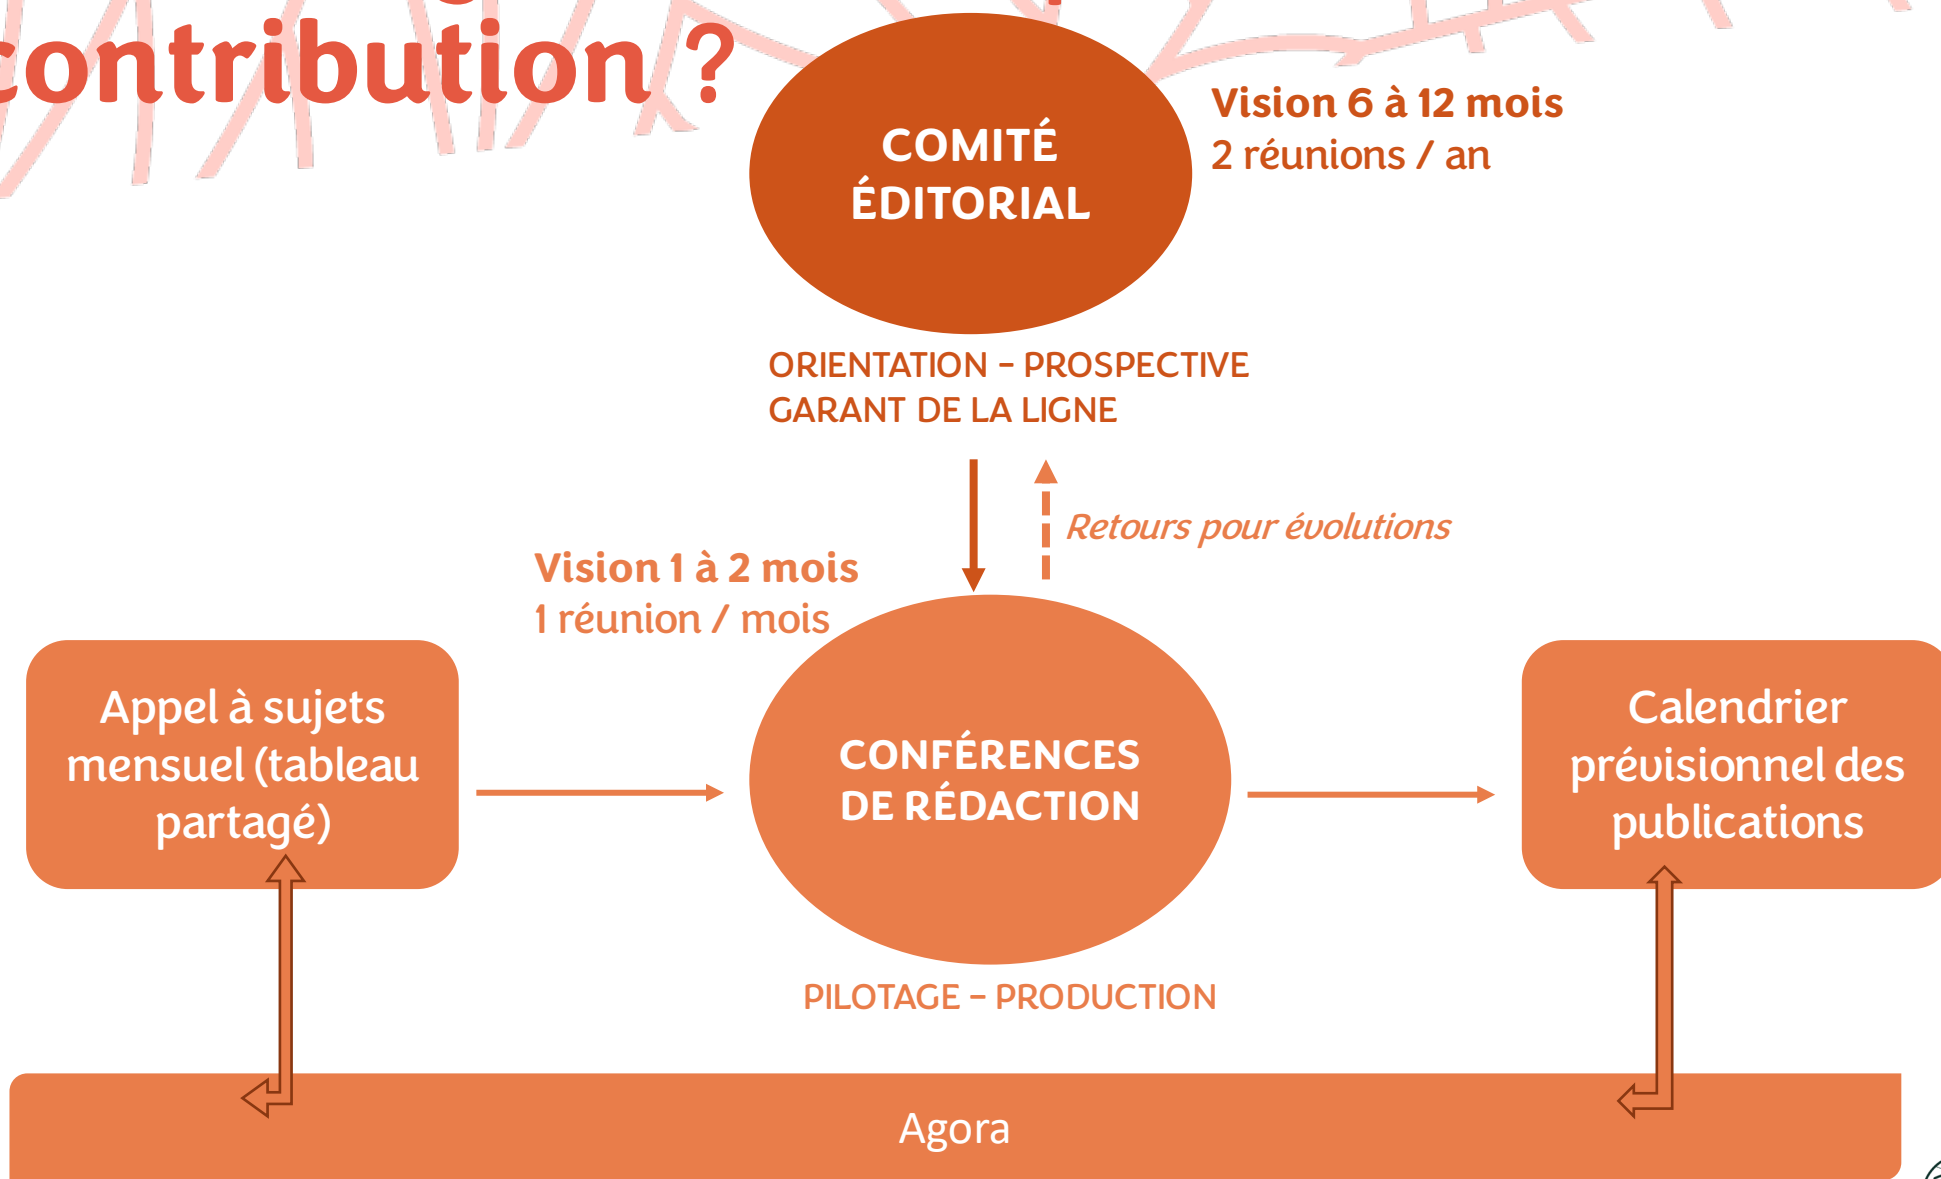 contribution ?
COMITÉ
ÉDITORIAL
Vision 6 à 12 mois
2 réunions / an
ORIENTATION – PROSPECTIVE
GARANT DE LA LIGNE
Retours pour évolutions
Vision 1 à 2 mois
1 réunion / mois
Appel à sujets
mensuel (tableau
partagé)
CONFÉRENCES
DE RÉDACTION
Calendrier
prévisionnel des
publications
PILOTAGE – PRODUCTION
Agora